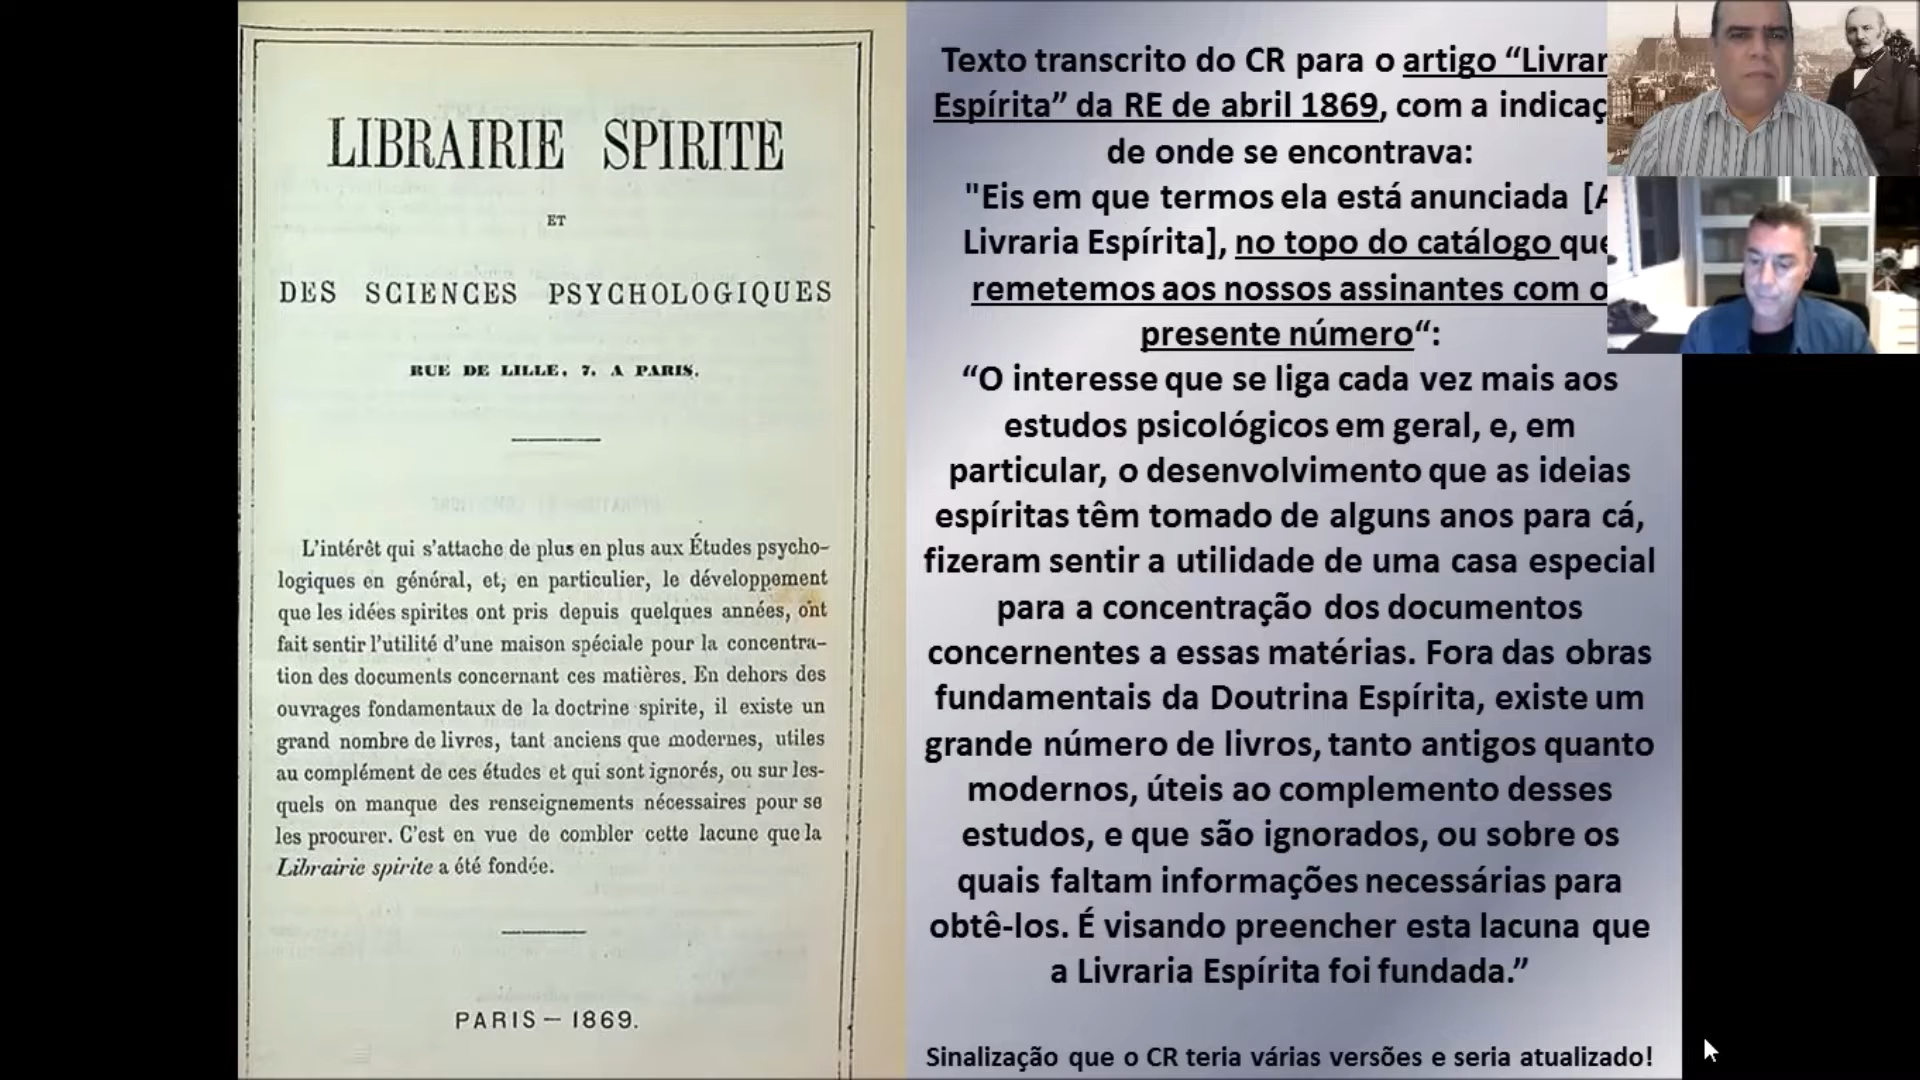 LIBRAIRIE SPIRITE
ET
DES SCIENCES PSYCHOLOGIQUES
RUE DE LILLE, 7, A PARIS.
L'intérêt qui s'attache de plus en plus aux Études psycho-
logiques en général, et, en particulier, le développement
que les idées spirites ont pris depuis quelques années, ont
fait sentir l'utilité d'une maison spéciale pour la concentra-
tion des documents concernant ces matières. En dehors des
ouvrages fondamentaux de la doctrine spirite, il existe un
grand nombre de livres, tant anciens que modernes, utiles
au complément de ces études et qui sont ignorés, ou sur les-
quels on manque des renseignements nécessaires pour se
les procurer. C'est en vue de combler cette lacune que la
Librairie spirite a été fondée.
PARIS — 1869.
Texto transcrito do CR para o artigo “Livrar
Espírita” da RE de abril 1869, com a indicaç
de onde se encontrava:
"Eis em que termos ela está anunciada [A
Livraria Espírita], no topo do catálogo que
remetemos aos nossos assinantes com o
presente número“:
“O interesse que se liga cada vez mais aos
estudos psicológicos em geral, e, em
particular, o desenvolvimento que as ideias
espíritas têm tomado de alguns anos para cá,
fizeram sentir a utilidade de uma casa especial
para a concentração dos documentos
concernentes a essas matérias. Fora das obras
fundamentais da Doutrina Espírita, existe um
grande número de livros, tanto antigos quanto
modernos, úteis ao complemento desses
estudos, e que são ignorados, ou sobre os
quais faltam informações necessárias para
obtê-los. É visando preencher esta lacuna que
a Livraria Espírita foi fundada.”
Sinalização que o CR teria várias versões e seria atualizado!